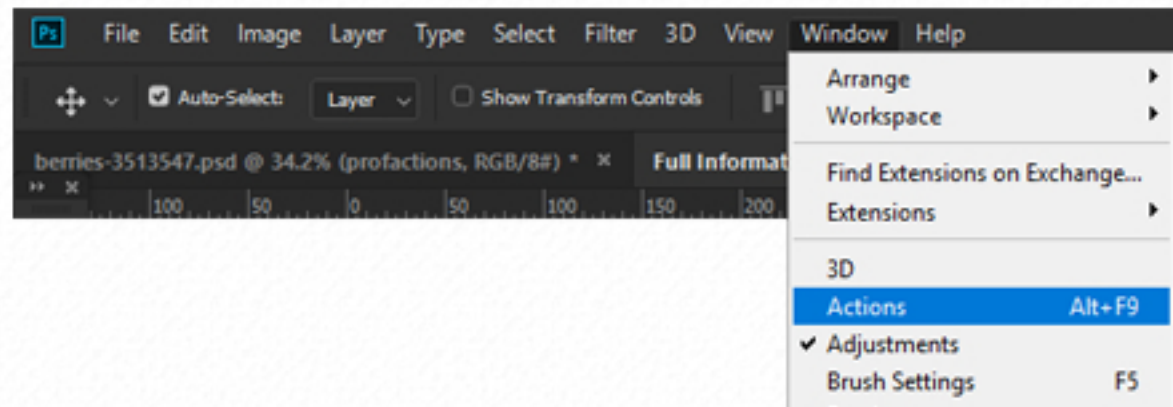 Ps File Edit Image Layer Type Select Filter 3D View Window Help
Auto-Select: Layer Show Transform Controls
berries-3513547.psd @ 34.2% (profactions, RGB/8#) * × Full Informat
100 50 0 50 100 150 200
Arrange
Workspace
Find Extensions on Exchange...
Extensions
3D
Actions Alt+F9
Adjustments
Brush Settings F5